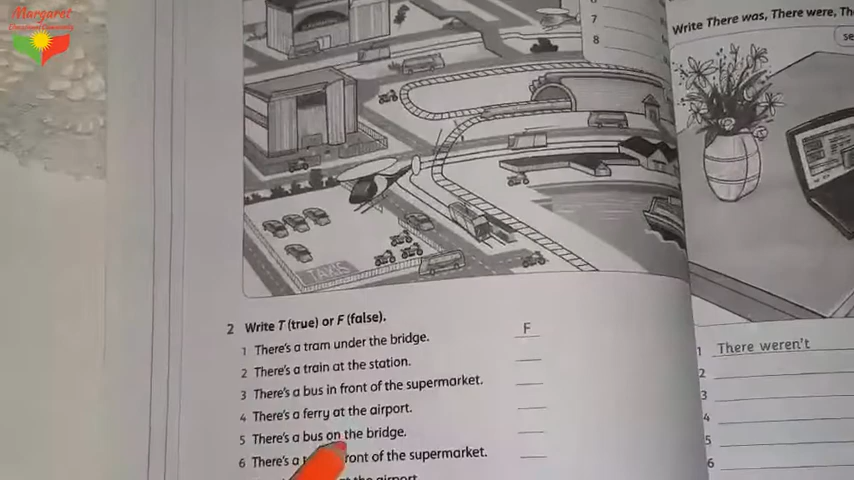 Margaret
7
8
TAXIS
2 Write T (true) or F (false).
1 There's a tram under the bridge. F
2 There's a train at the station.
3 There's a bus in front of the supermarket.
4 There's a ferry at the airport.
5 There's a bus on the bridge.
6 There's a front of the supermarket.
at the airport.
Write There was, There were,
1 There weren't
2
3
4
5
6